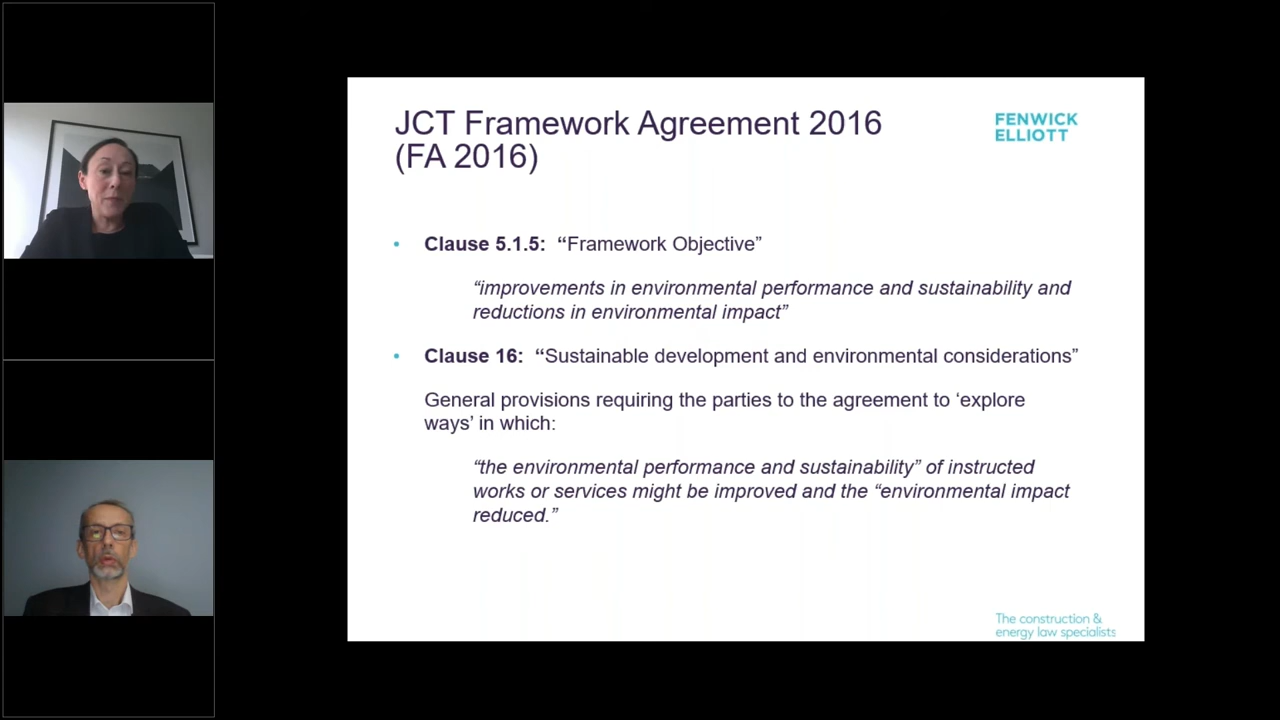 JCT Framework Agreement 2016
(FA 2016)
FENWICK
ELLIOTT
• Clause 5.1.5: “Framework Objective”
“improvements in environmental performance and sustainability and
reductions in environmental impact”
• Clause 16: “Sustainable development and environmental considerations”
General provisions requiring the parties to the agreement to ‘explore
ways’ in which:
“the environmental performance and sustainability” of instructed
works or services might be improved and the “environmental impact
reduced.”
The construction &
energy law specialists